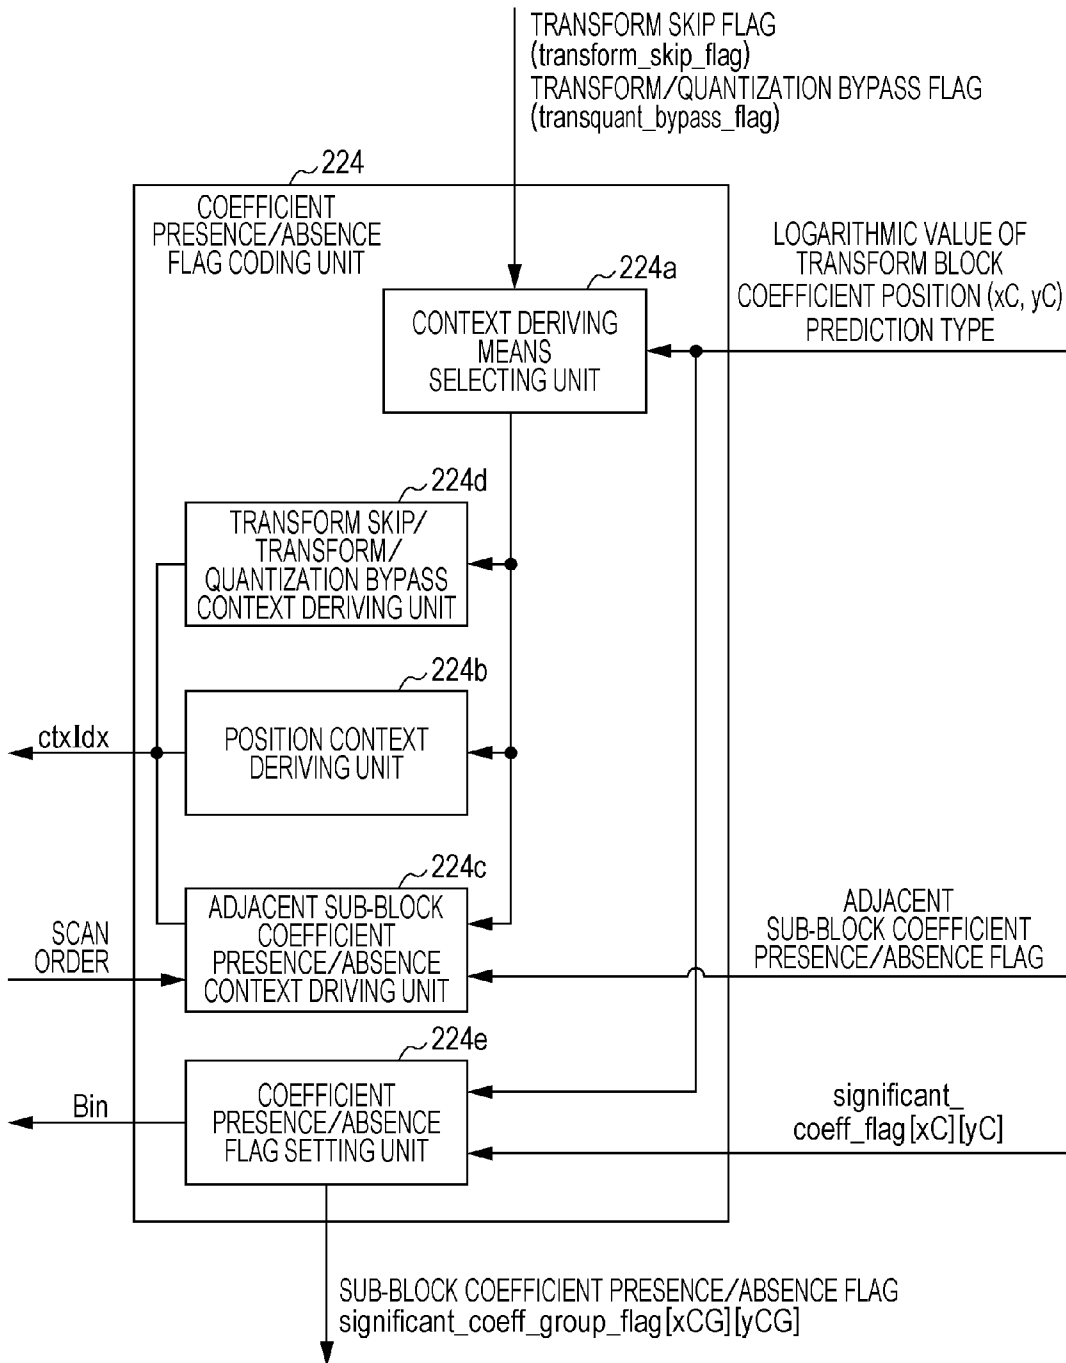 TRANSFORM SKIP FLAG
(transform_skip_flag)
TRANSFORM/QUANTIZATION BYPASS FLAG
(transquant_bypass_flag)
224
COEFFICIENT
PRESENCE/ABSENCE
FLAG CODING UNIT
LOGARITHMIC VALUE OF
TRANSFORM BLOCK
COEFFICIENT POSITION (xC, yC)
PREDICTION TYPE
224a
CONTEXT DERIVING
MEANS
SELECTING UNIT
224d
TRANSFORM SKIP/
TRANSFORM/
QUANTIZATION BYPASS
CONTEXT DERIVING UNIT
224b
POSITION CONTEXT
DERIVING UNIT
ctxIdx
224c
ADJACENT SUB-BLOCK
COEFFICIENT
PRESENCE/ABSENCE
CONTEXT DRIVING UNIT
SCAN
ORDER
ADJACENT
SUB-BLOCK COEFFICIENT
PRESENCE/ABSENCE FLAG
224e
COEFFICIENT
PRESENCE/ABSENCE
FLAG SETTING UNIT
Bin
significant_
coeff_flag[xC][yC]
SUB-BLOCK COEFFICIENT PRESENCE/ABSENCE FLAG
significant_coeff_group_flag[xCG][yCG]